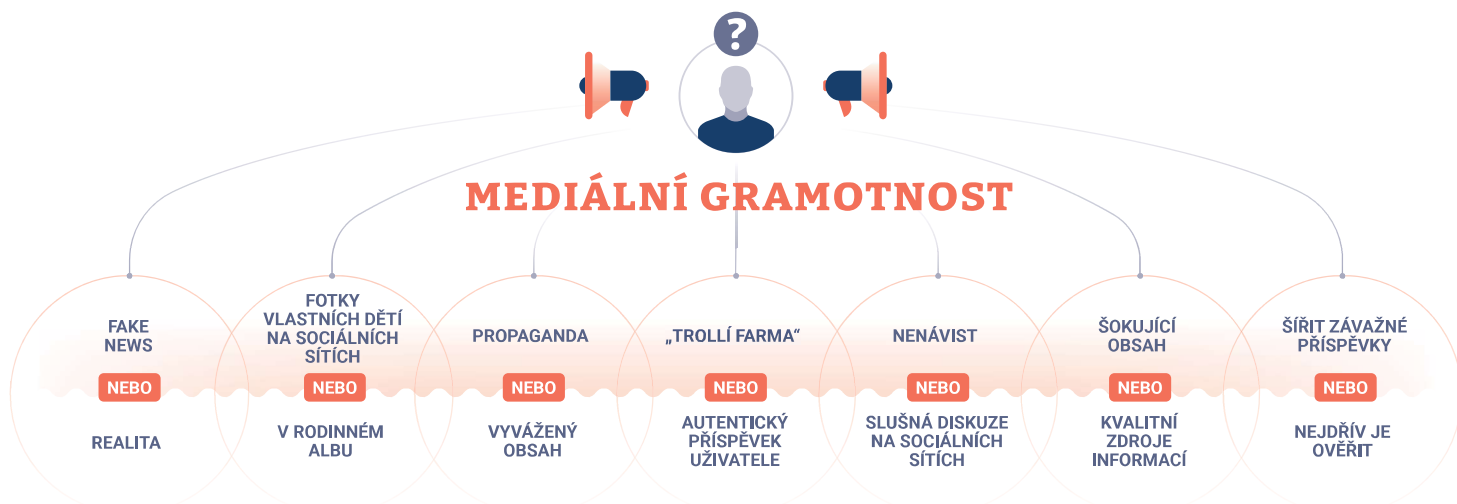 ?
MEDIÁLNÍ GRAMOTNOST
FAKE
NEWS
NEBO
REALITA
FOTKY
VLASTNÍCH DĚTÍ
NA SOCIÁLNÍCH
SÍTÍCH
NEBO
V RODINNÉM
ALBU
PROPAGANDA
NEBO
VYVÁŽENÝ
OBSAH
„TROLLÍ FARMA“
NEBO
AUTENTICKÝ
PŘÍSPĚVEK
UŽIVATELE
NENÁVIST
NEBO
SLUŠNÁ DISKUZE
NA SOCIÁLNÍCH
SÍTÍCH
ŠOKUJÍCÍ
OBSAH
NEBO
KVALITNÍ
ZDROJE
INFORMACÍ
ŠÍŘIT ZÁVAŽNÉ
PŘÍSPĚVKY
NEBO
NEJDŘÍV JE
OVĚŘIT